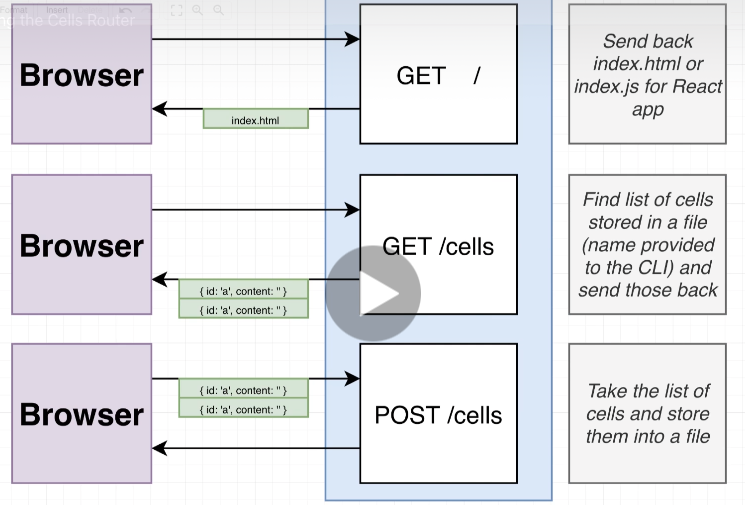 Format Insert
ng the Cells Router
Browser
GET /
index.html
Send back
index.html or
index.js for React
app
Browser
GET /cells
{ id: 'a', content: '' }
{ id: 'a', content: '' }
Find list of cells
stored in a file
(name provided
to the CLI) and
send those back
Browser
{ id: 'a', content: '' }
{ id: 'a', content: '' }
POST /cells
Take the list of
cells and store
them into a file